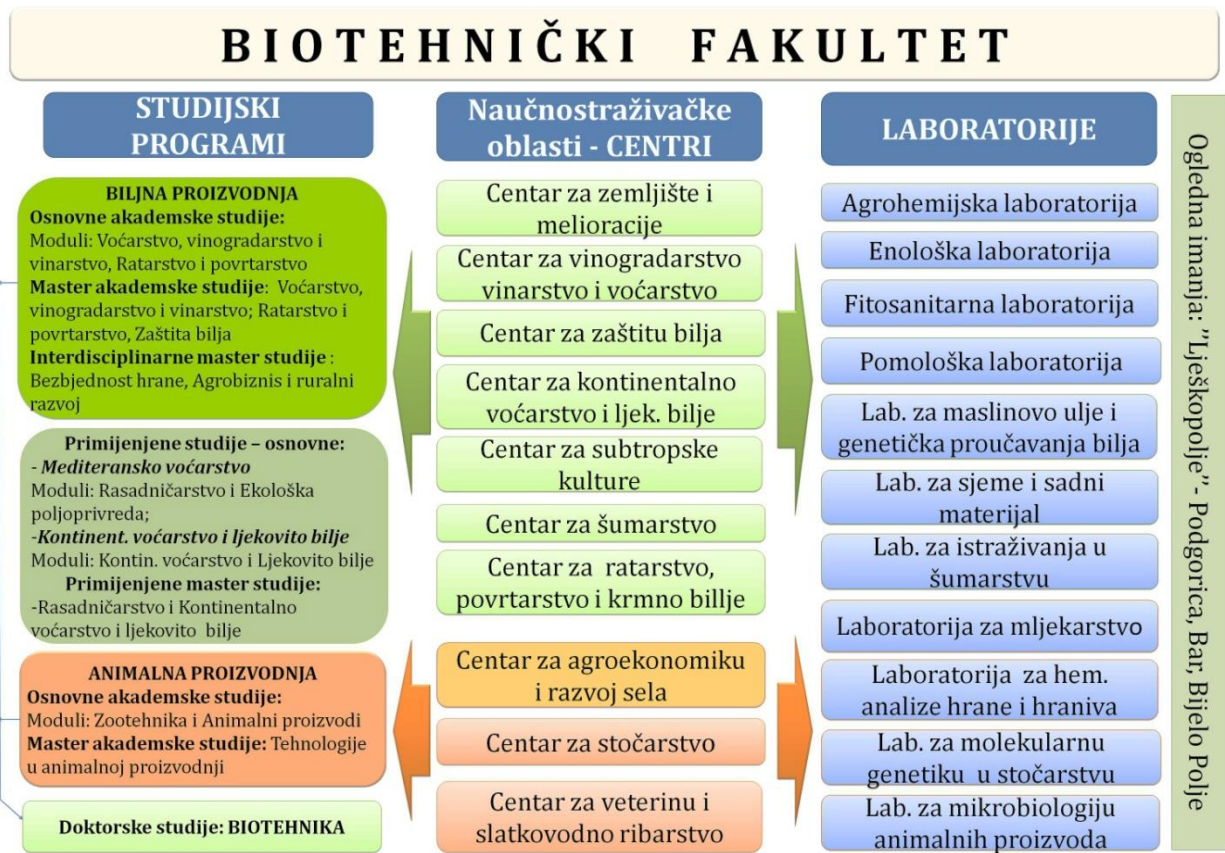 BIOTEHNIČKI FAKULTET
STUDIJSKI
PROGRAMI
BILJNA PROIZVODNJA
Osnovne akademske studije:
Moduli: Voćarstvo, vinogradarstvo i
vinarstvo, Ratarstvo i povrtarstvo
Master akademske studije: Voćarstvo,
vinogradarstvo i vinarstvo; Ratarstvo i
povrtarstvo, Zaštita bilja
Interdisciplinarne master studije :
Bezbjednost hrane, Agrobiznis i ruralni
razvoj
Primijenjene studije – osnovne:
- Mediteransko voćarstvo
Moduli: Rasadničarstvo i Ekološka
poljoprivreda;
-Kontinent. voćarstvo i ljekovito bilje
Moduli: Kontin. voćarstvo i Ljekovito bilje
Primijenjene master studije:
-Rasadničarstvo i Kontinentalno
voćarstvo i ljekovito bilje
ANIMALNA PROIZVODNJA
Osnovne akademske studije:
Moduli: Zootehnika i Animalni proizvodi
Master akademske studije: Tehnologije
u animalnoj proizvodnji
Doktorske studije: BIOTEHNIKA
Naučnostraživačke
oblasti - CENTRI
Centar za zemljište i
melioracije
Centar za vinogradarstvo
vinarstvo i voćarstvo
Centar za zaštitu bilja
Centar za kontinentalno
voćarstvo i ljek. bilje
Centar za subtropske
kulture
Centar za šumarstvo
Centar za ratarstvo,
povrtarstvo i krmno billje
Centar za agroekonomiku
i razvoj sela
Centar za stočarstvo
Centar za veterinu i
slatkovodno ribarstvo
LABORATORIJE
Agrohemijska laboratorija
Enološka laboratorija
Fitosanitarna laboratorija
Pomološka laboratorija
Lab. za maslinovo ulje i
genetička proučavanja bilja
Lab. za sjeme i sadni
materijal
Lab. za istraživanja u
šumarstvu
Laboratorija za mljekarstvo
Laboratorija za hem.
analize hrane i hraniva
Lab. za molekularnu
genetiku u stočarstvu
Lab. za mikrobiologiju
animalnih proizvoda
Ogledna imanja: ”Lješkopolje”- Podgorica, Bar, Bijelo Polje